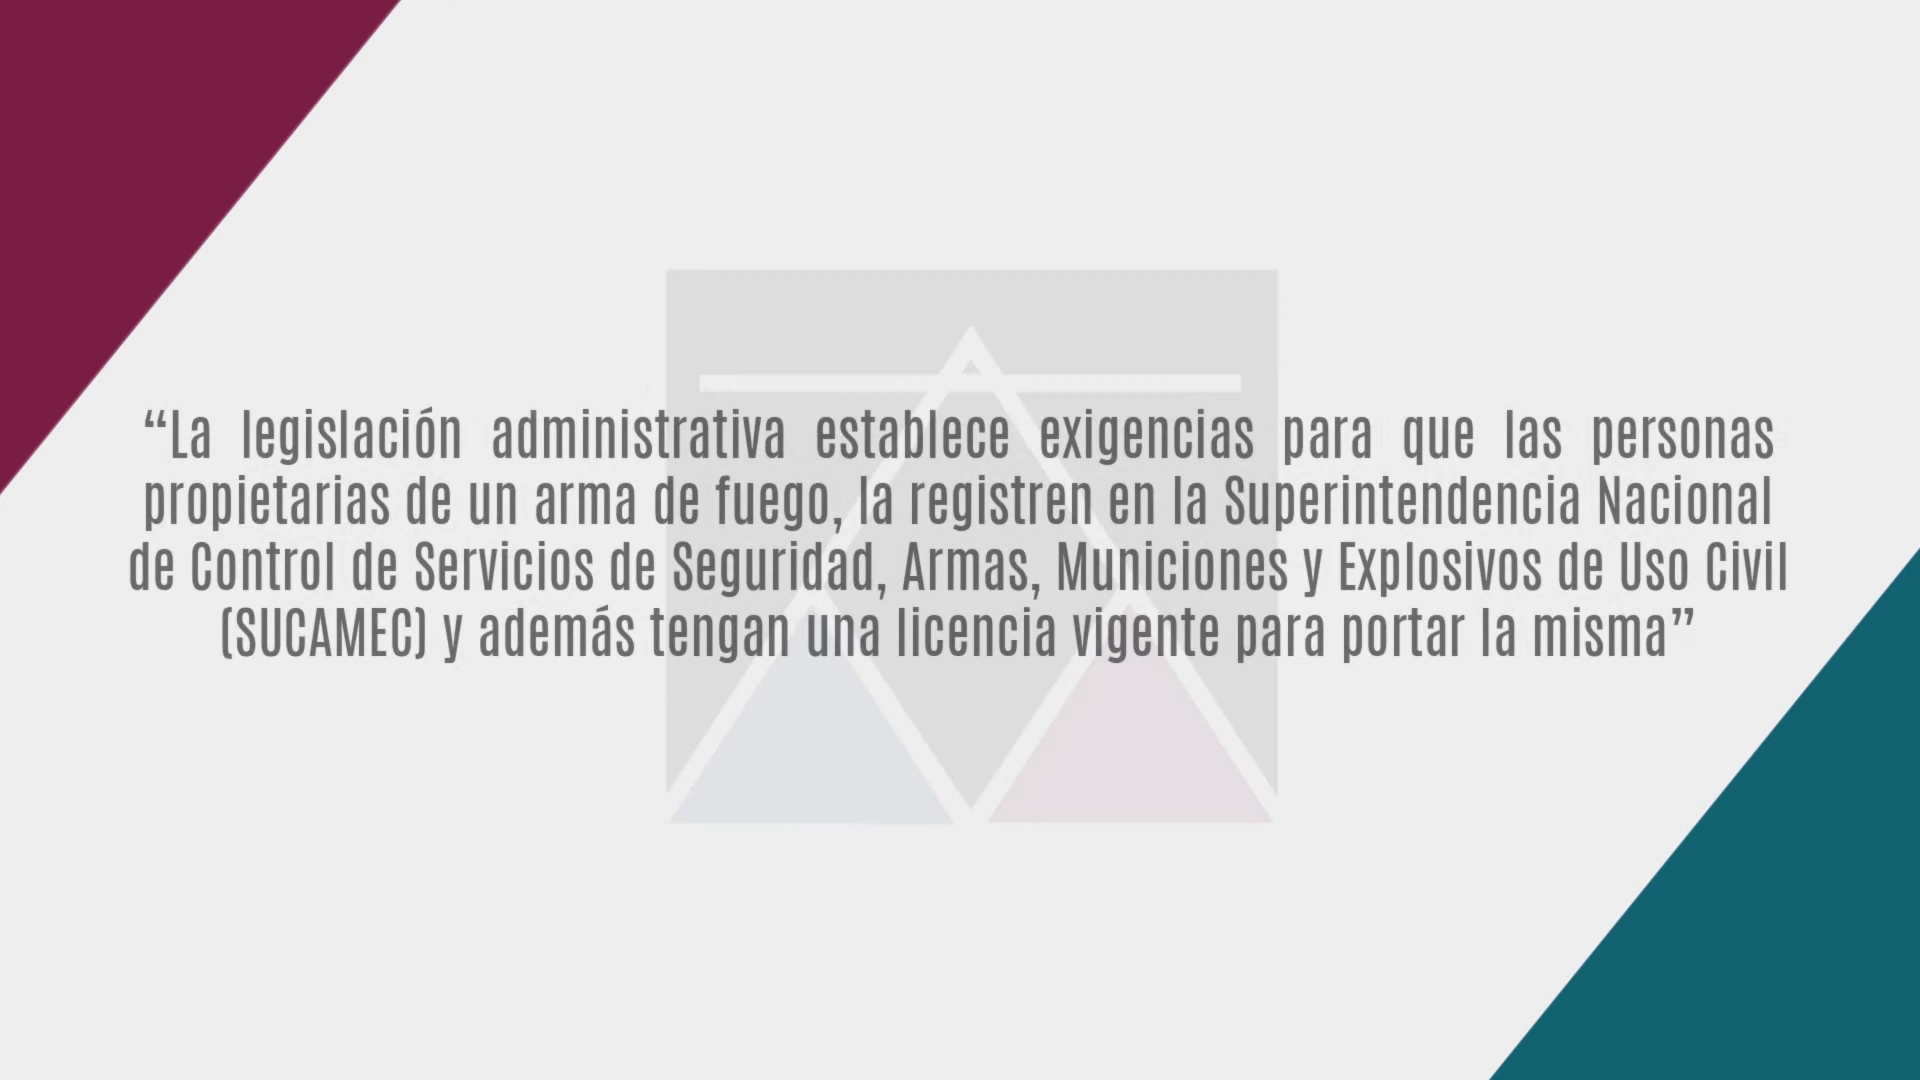 “La legislación administrativa establece exigencias para que las personas
propietarias de un arma de fuego, la registren en la Superintendencia Nacional
de Control de Servicios de Seguridad, Armas, Municiones y Explosivos de Uso Civil
(SUCAMEC) y además tengan una licencia vigente para portar la misma”